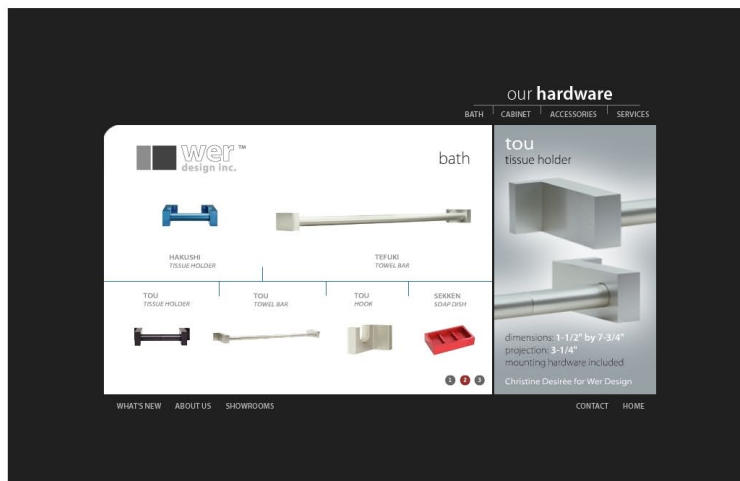 our hardware
BATH CABINET ACCESSORIES SERVICES
wer™
design inc.
bath
HAKUSHI
TISSUE HOLDER
TEFUKI
TOWEL BAR
TOU
TISSUE HOLDER
TOU
TOWEL BAR
TOU
HOOK
SEKKEN
SOAP DISH
1 2 3
tou
tissue holder
dimensions: 1-1/2" by 7-3/4"
projection: 3-1/4"
mounting hardware included
Christine Desirée for Wer Design
WHAT'S NEW ABOUT US SHOWROOMS
CONTACT HOME